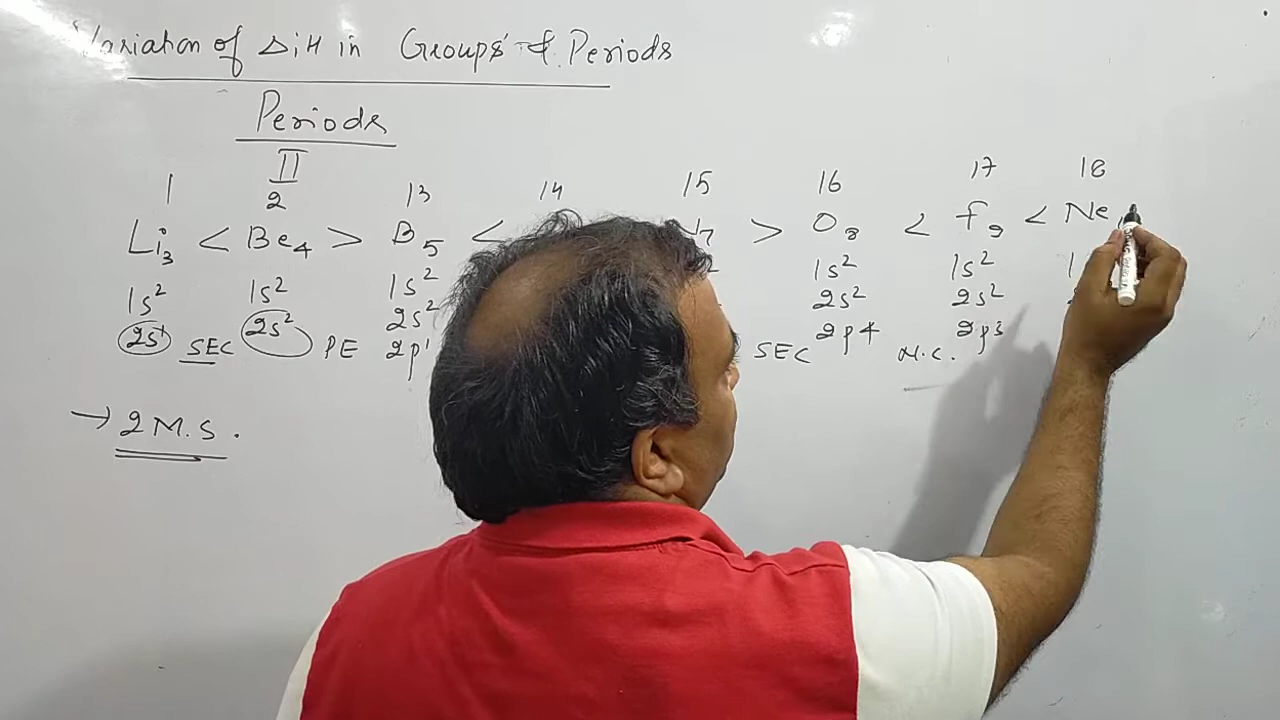 Variation of ΔiH in Groups & Periods
Periods
II
1 2 13 14 15 16 17 18
Li3 < Be4 > B5 < N7 > O8 < F9 < Ne
1s² 1s² 1s² 1s² 1s²
2s¹ SEC 2s² PE 2s² 2s² 2s²
2p¹ SEC 2p⁴ N.C. 2p⁵
→ 2 M.S.